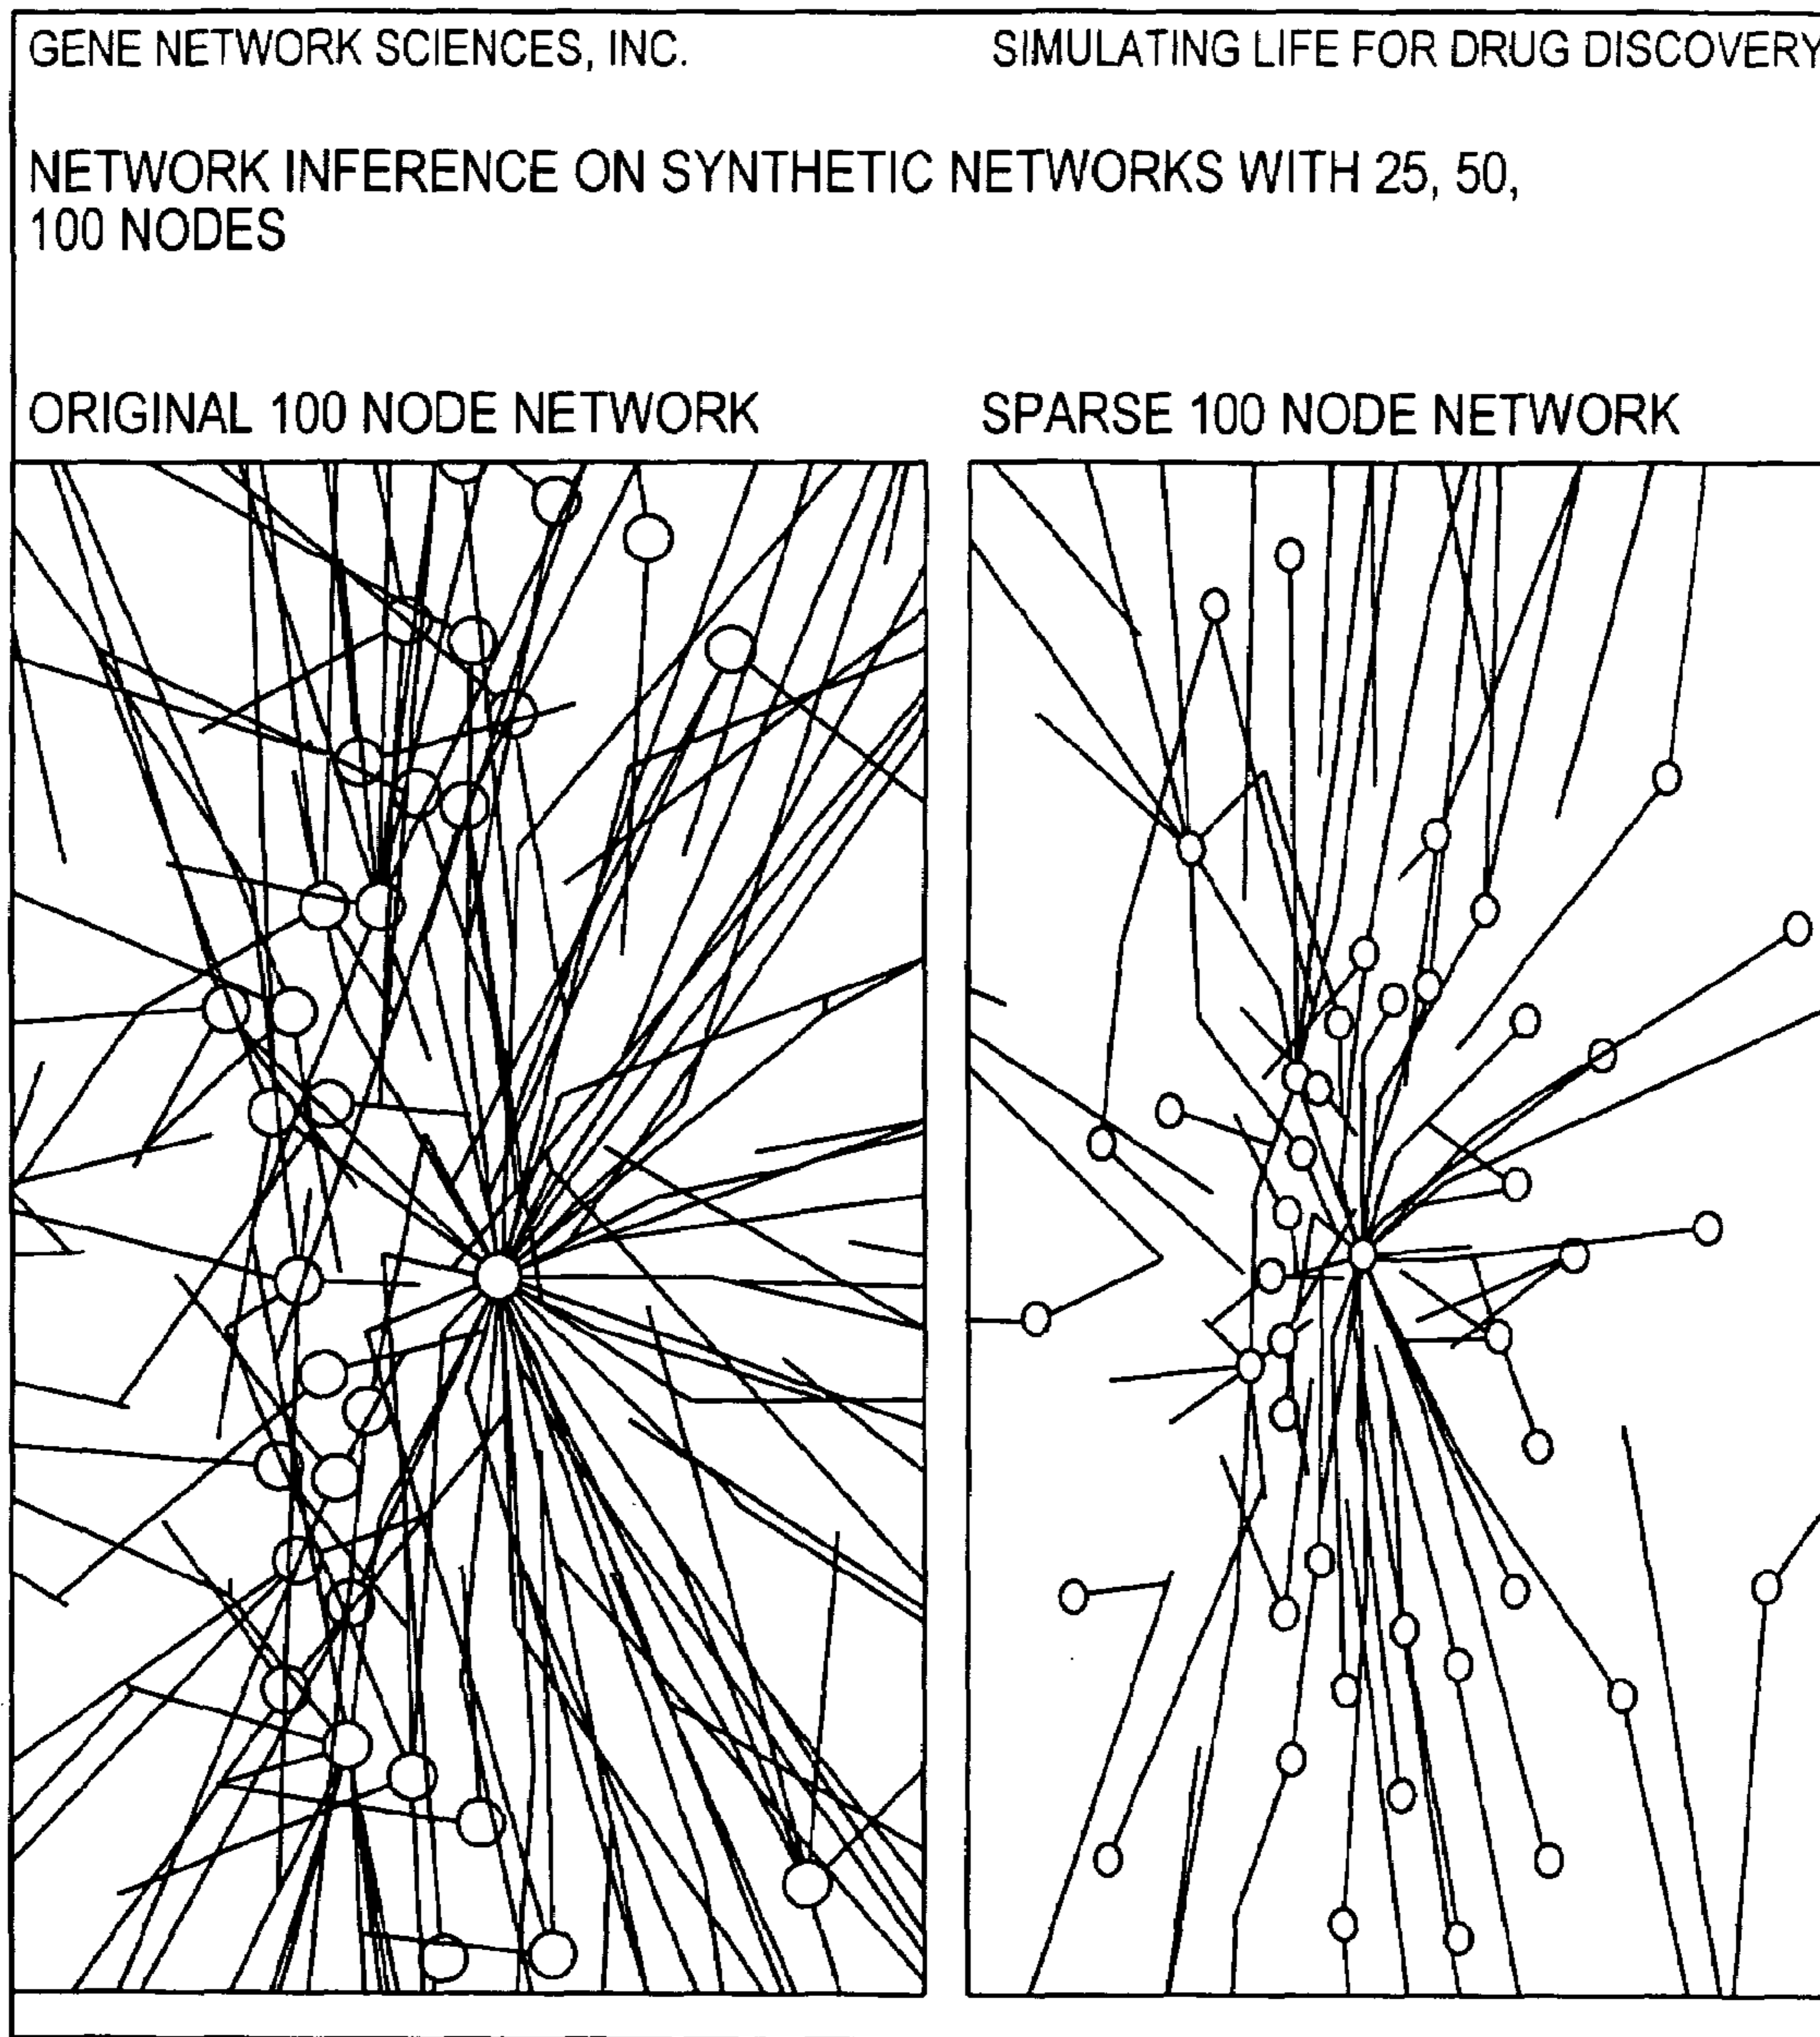 GENE NETWORK SCIENCES, INC.
SIMULATING LIFE FOR DRUG DISCOVERY
NETWORK INFERENCE ON SYNTHETIC NETWORKS WITH 25, 50,
100 NODES
ORIGINAL 100 NODE NETWORK
SPARSE 100 NODE NETWORK